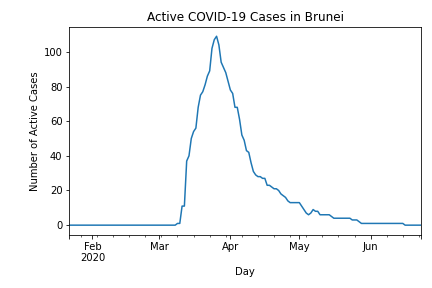 Active COVID-19 Cases in Brunei
Number of Active Cases
100
80
60
40
20
0
Feb
2020
Mar
Apr
May
Jun
Day